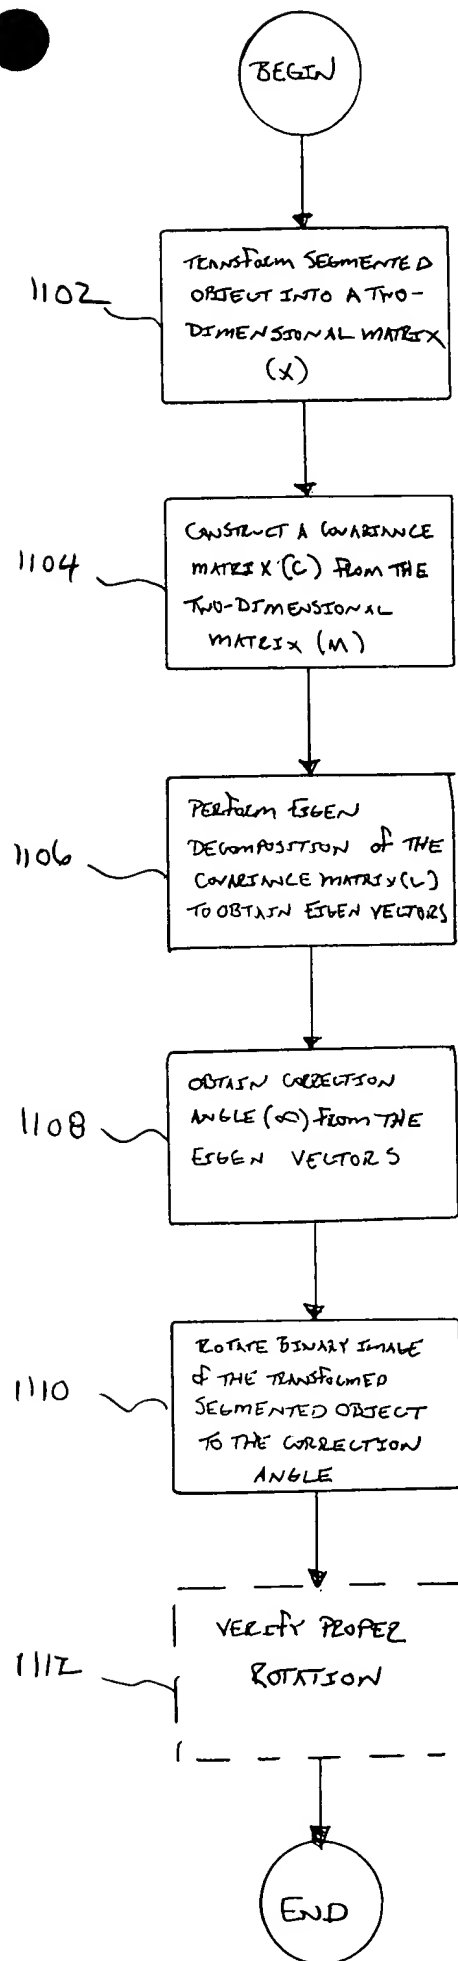 BEGIN
1102
TRANSFORM SEGMENTED
OBJECT INTO A TWO-
DIMENSIONAL MATRIX
(X)
1104
CONSTRUCT A COVARIANCE
MATRIX (C) FROM THE
TWO-DIMENSIONAL
MATRIX (M)
1106
PERFORM EIGEN
DECOMPOSITION of THE
COVARIANCE MATRIX (C)
TO OBTAIN EIGEN VECTORS
1108
OBTAIN CORRECTION
ANGLE (∝) FROM THE
EIGEN VECTORS
1110
ROTATE BINARY IMAGE
of THE TRANSFORMED
SEGMENTED OBJECT
TO THE CORRECTION
ANGLE
1112
VERIFY PROPER
ROTATION
END